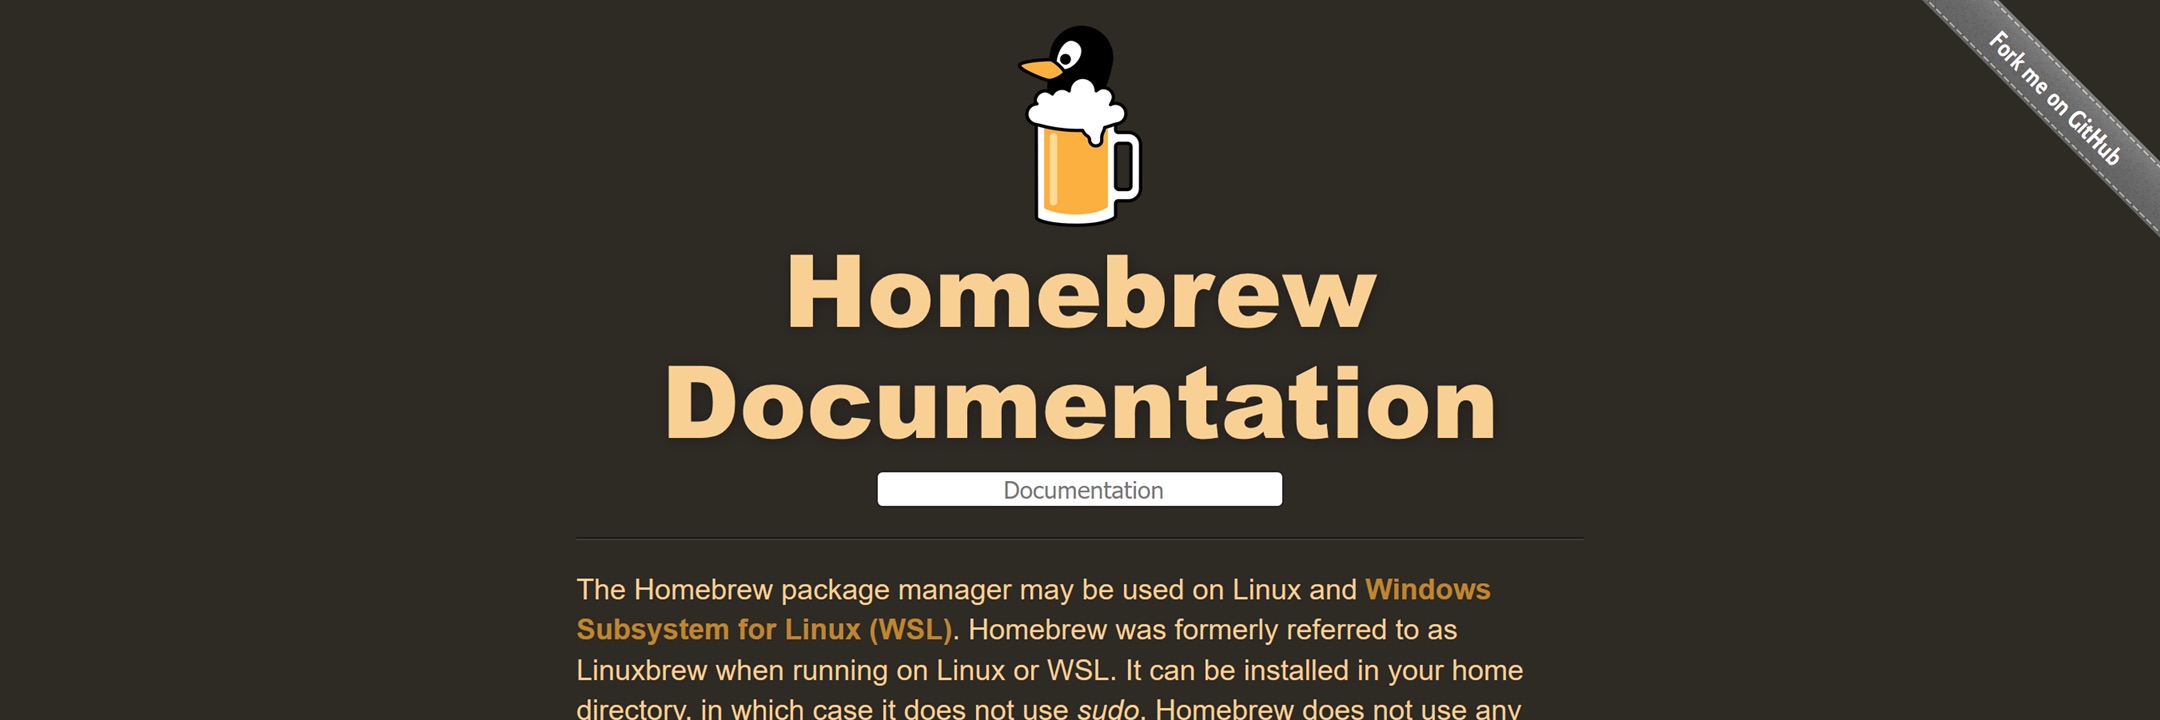 Fork me on GitHub
Homebrew
Documentation
Documentation
The Homebrew package manager may be used on Linux and Windows
Subsystem for Linux (WSL). Homebrew was formerly referred to as
Linuxbrew when running on Linux or WSL. It can be installed in your home
directory, in which case it does not use sudo. Homebrew does not use any